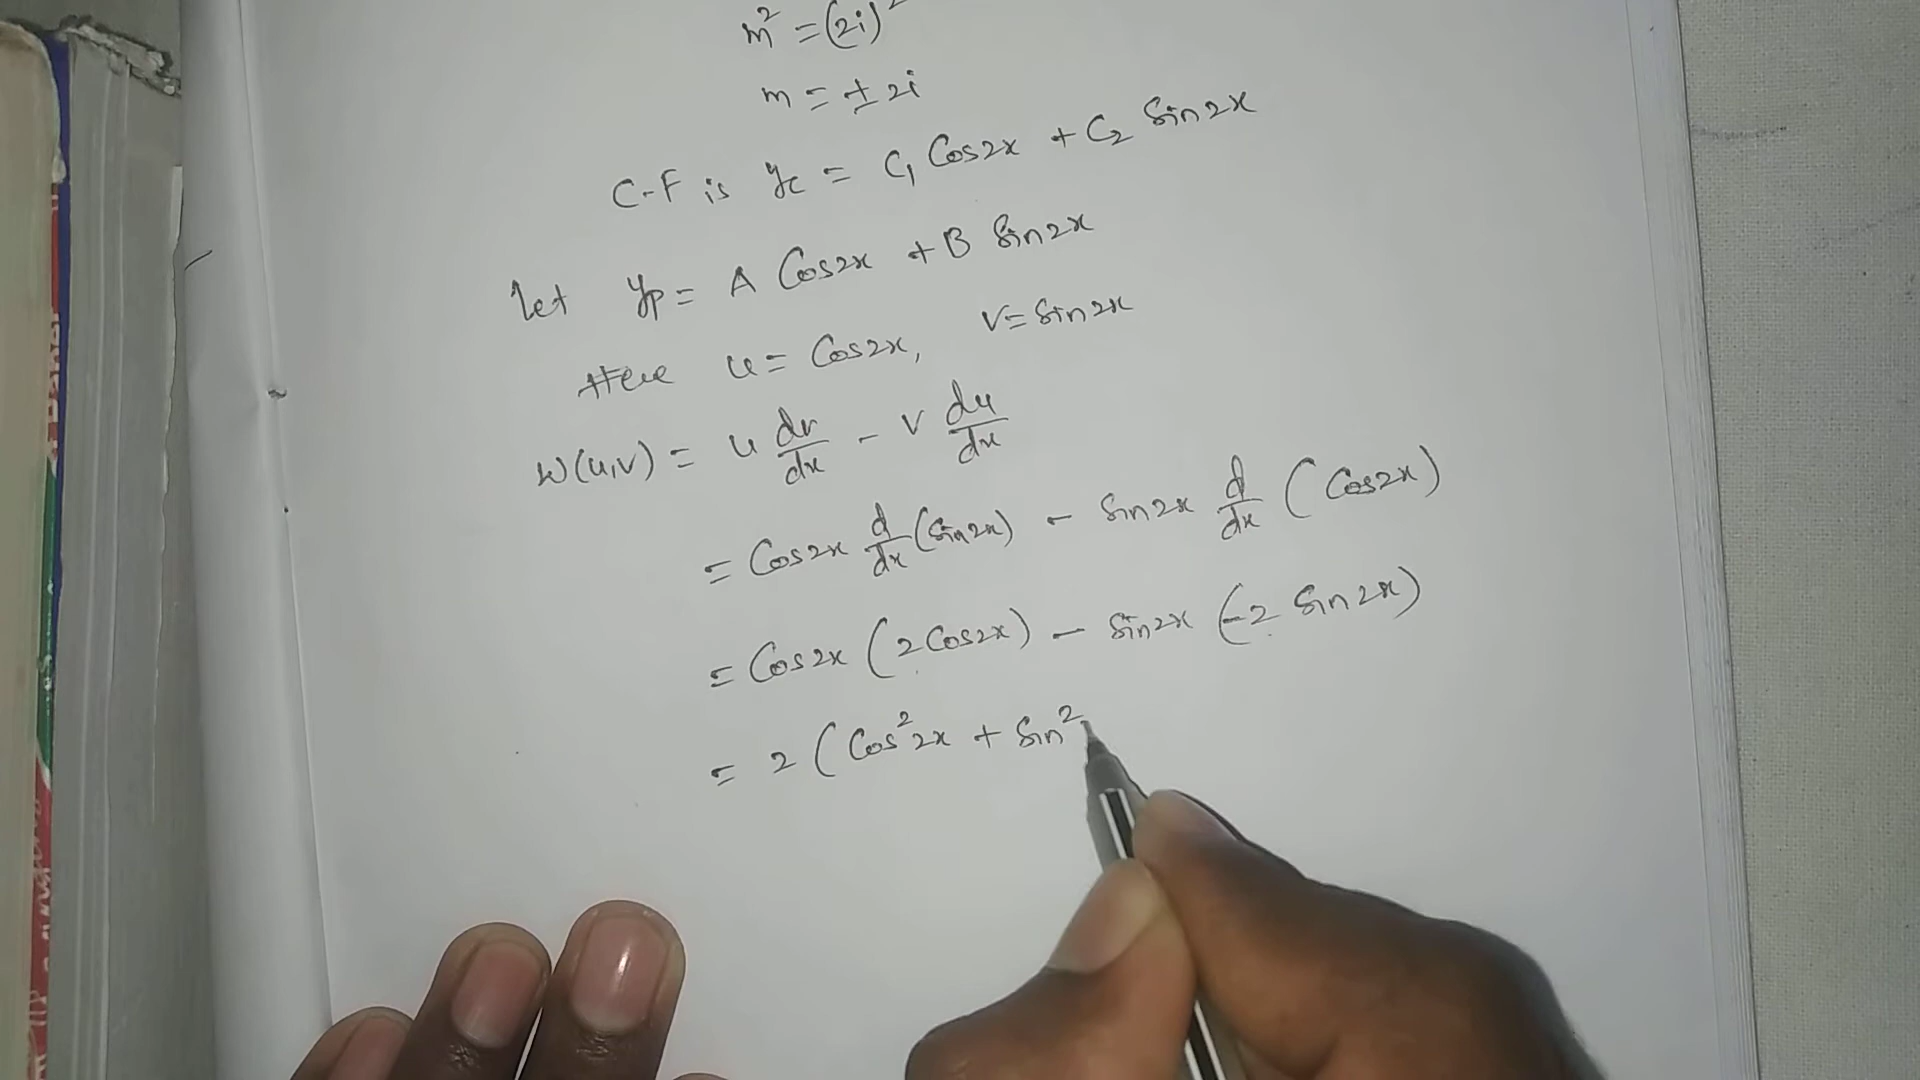 m² = (2i)²
m = ± 2i
C-F is yc = C₁ Cos2x + C₂ Sin2x
Let yp = A Cos2x + B Sin2x
Here u = Cos2x, v = Sin2x
W(u,v) = u dv/dx - v du/dx
= Cos2x d/dx (Sin2x) - Sin2x d/dx (Cos2x)
= Cos2x (2 Cos2x) - Sin2x (-2 Sin2x)
= 2 (Cos²2x + Sin²